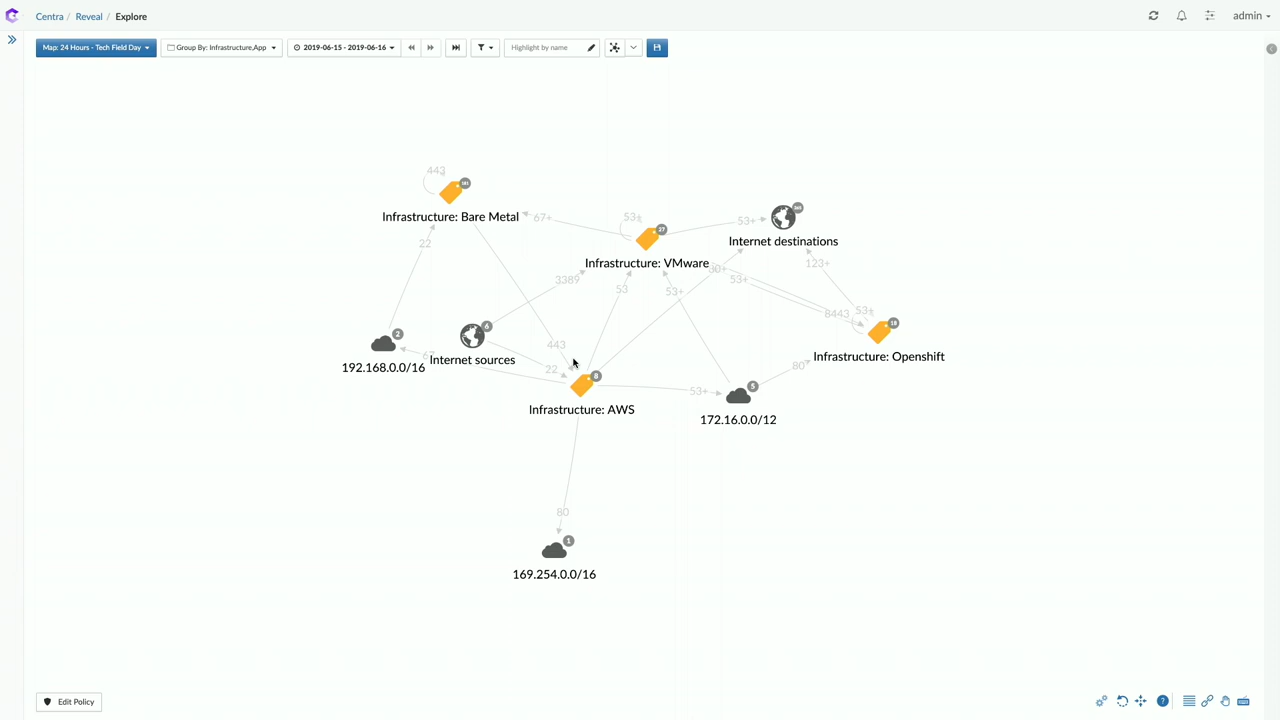 Centra / Reveal / Explore
admin
Map: 24 Hours - Tech Field Day
Group By: Infrastructure,App
2019-06-15 - 2019-06-16
Highlight by name
443
Infrastructure: Bare Metal
67+
53+
27
Infrastructure: VMware
53+
Internet destinations
22
3389
53
53+
80+
53+
123+
8443
53+
18
Infrastructure: Openshift
2
192.168.0.0/16
6
Internet sources
443
22
8
Infrastructure: AWS
53+
5
172.16.0.0/12
80
80
1
169.254.0.0/16
Edit Policy